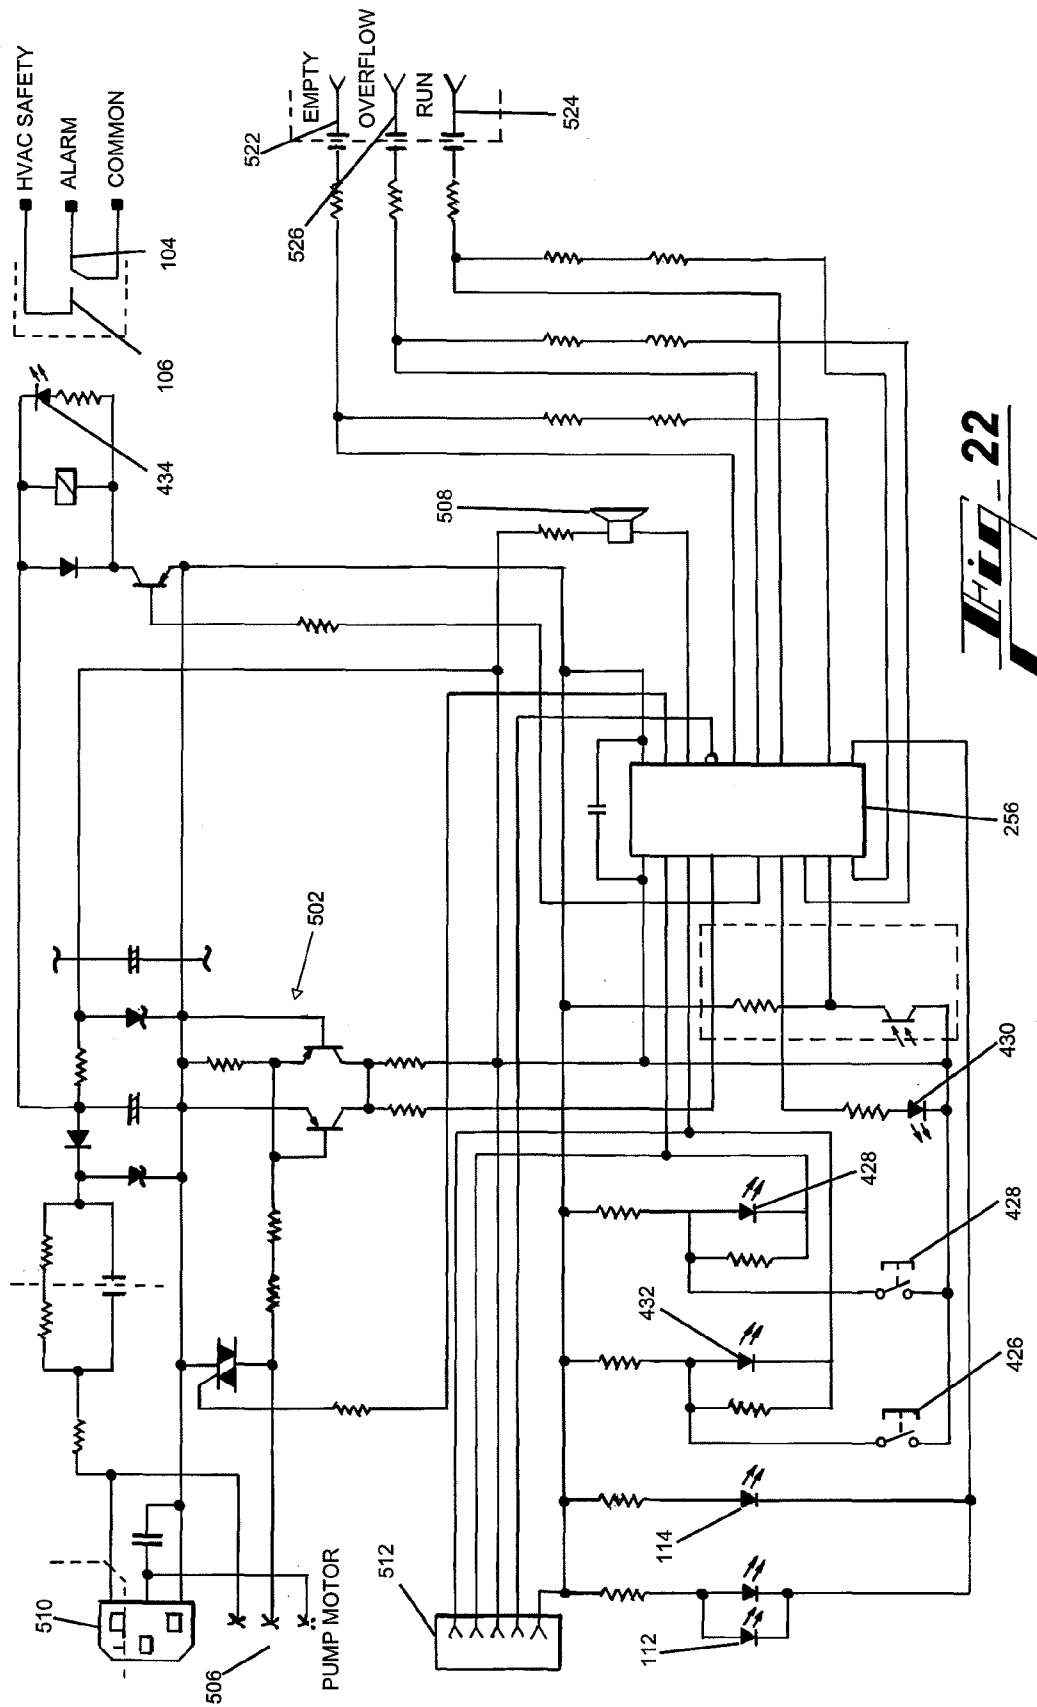 HVAC SAFETY
ALARM
COMMON
104
106
434
EMPTY
OVERFLOW
RUN
522
526
524
508
502
256
430
428
428
432
426
114
112
510
506
PUMP MOTOR
512
Fig. 22